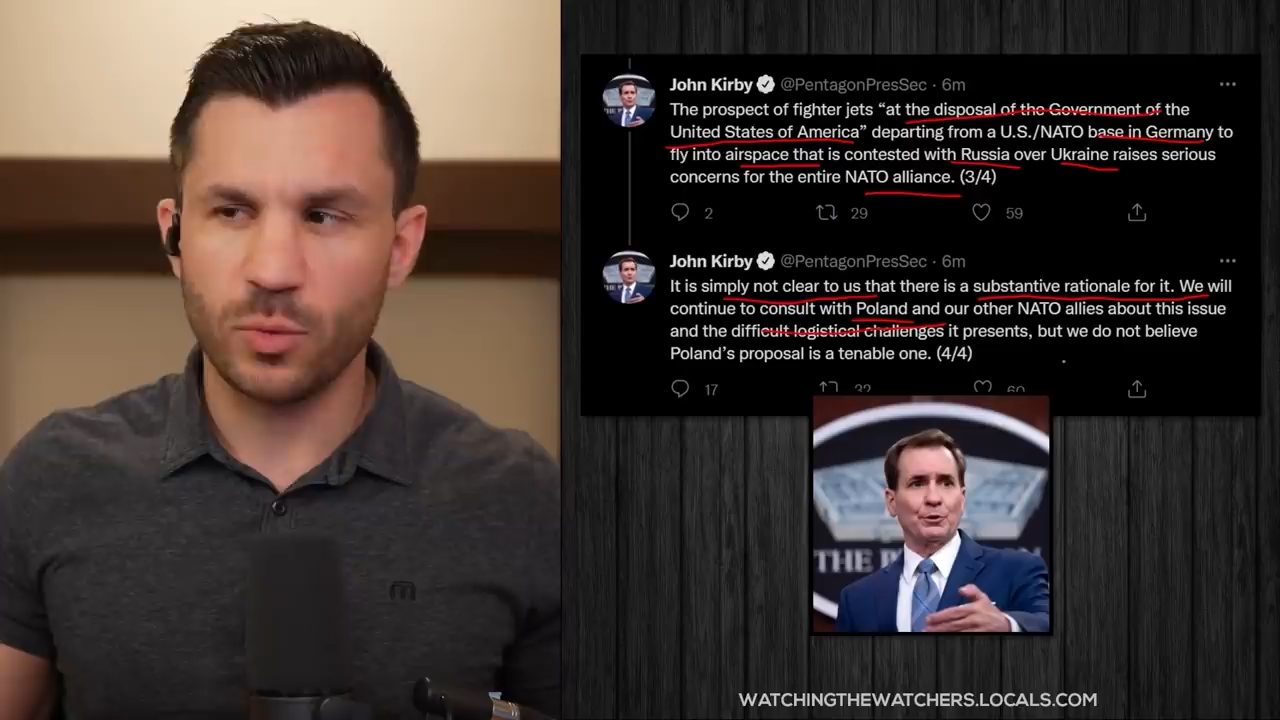 John Kirby @PentagonPresSec · 6m
The prospect of fighter jets “at the disposal of the Government of the
United States of America” departing from a U.S./NATO base in Germany to
fly into airspace that is contested with Russia over Ukraine raises serious
concerns for the entire NATO alliance. (3/4)
2 29 59
John Kirby @PentagonPresSec · 6m
It is simply not clear to us that there is a substantive rationale for it. We will
continue to consult with Poland and our other NATO allies about this issue
and the difficult logistical challenges it presents, but we do not believe
Poland’s proposal is a tenable one. (4/4)
17 32 60
THE
WATCHINGTHEWATCHERS.LOCALS.COM